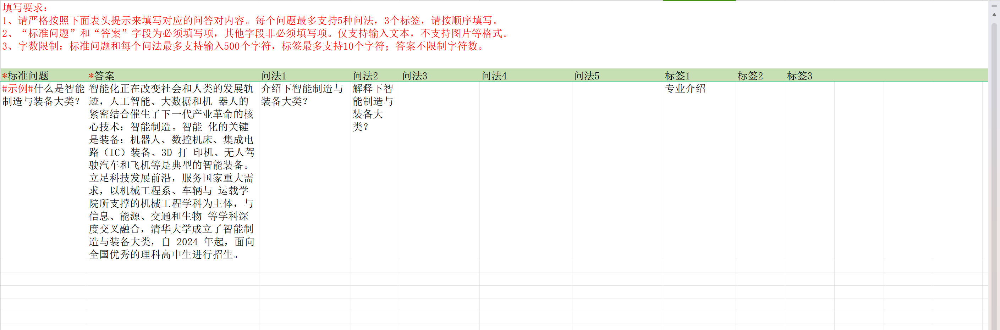 填写要求：
1、请严格按照下面表头提示来填写对应的问答对内容。每个问题最多支持5种问法，3个标签，请按顺序填写。
2、“标准问题”和“答案”字段为必须填写项，其他字段非必须填写项。仅支持输入文本，不支持图片等格式。
3、字数限制：标准问题和每个问法最多支持输入500个字符，标签最多支持10个字符；答案不限制字符数。
*标准问题 *答案 问法1 问法2 问法3 问法4 问法5 标签1 标签2 标签3
#示例#什么是智能
制造与装备大类？
智能化正在改变社会和人类的发展轨
迹，人工智能、大数据和机 器人的
紧密结合催生了下一代产业革命的核
心技术：智能制造。智能 化的关键
是装备：机器人、数控机床、集成电
路（IC）装备、3D 打 印机、无人驾
驶汽车和飞机等是典型的智能装备。
立足科技发展前沿，服务国家重大需
求，以机械工程系、车辆与 运载学
院所支撑的机械工程学科为主体，与
信息、能源、交通和生物 等学科深
度交叉融合，清华大学成立了智能制
造与装备大类，自 2024 年起，面向
全国优秀的理科高中生进行招生。
介绍下智能制造与
装备大类？
解释下智
能制造与
装备大
类？
专业介绍